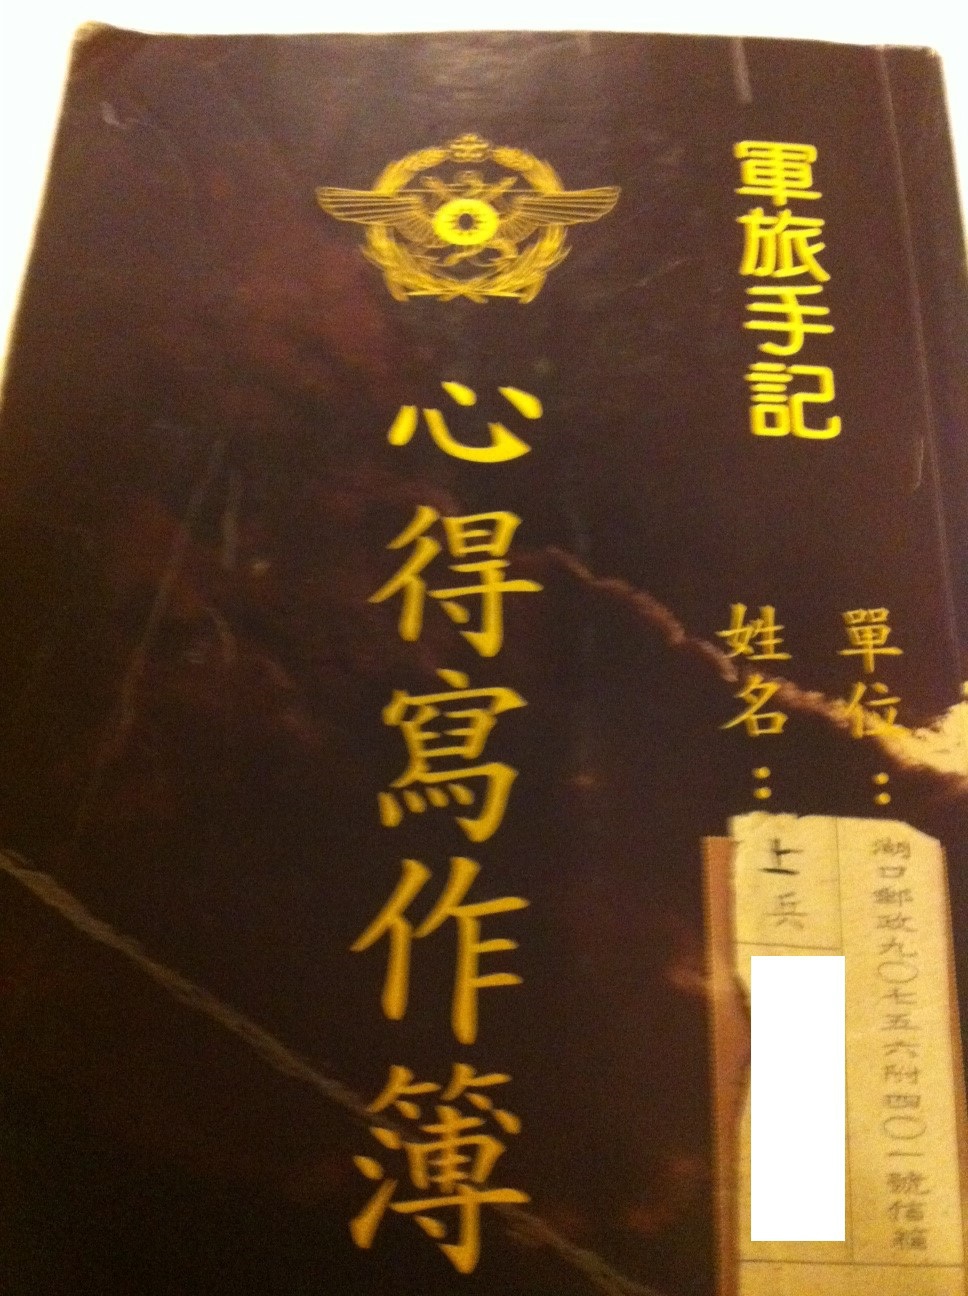 軍旅手記
單位：
湖口郵政九〇七五六附四〇一號信箱
姓名：
上兵
心得寫作簿